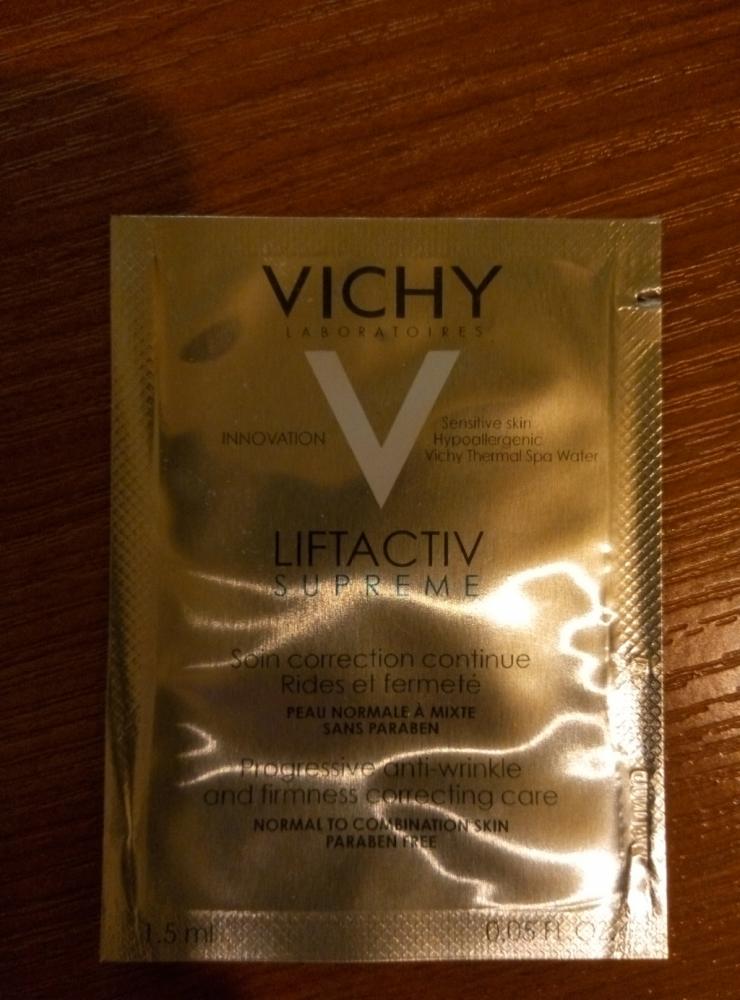 VICHY
LABORATOIRES
V
INNOVATION
Sensitive skin
Hypoallergenic
Vichy Thermal Spa Water
LIFTACTIV
SUPREME
Soin correction continue
Rides et fermeté
PEAU NORMALE À MIXTE
SANS PARABEN
Progressive anti-wrinkle
and firmness correcting care
NORMAL TO COMBINATION SKIN
PARABEN FREE
1.5 ml
0.05 FL OZ